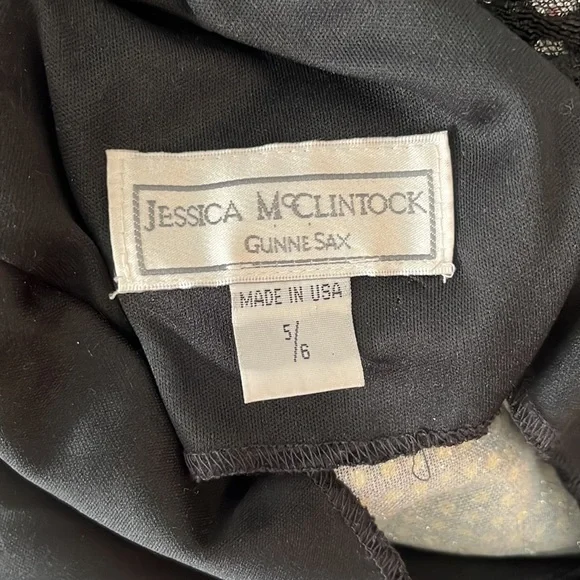 JESSICA McCLINTOCK
GUNNE SAX
MADE IN USA
5/6